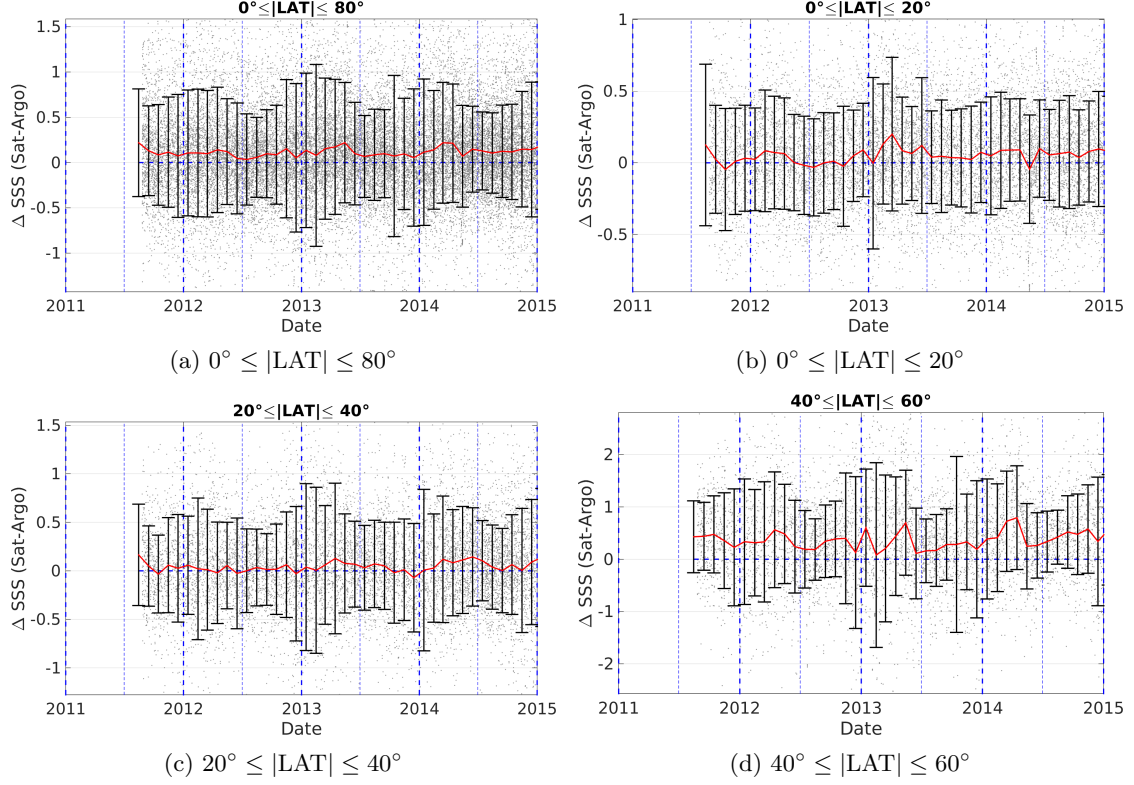 0°≤|LAT|≤ 80°
Δ SSS (Sat-Argo)
1.5
1
0.5
0
-0.5
-1
2011 2012 2013 2014 2015
Date
(a) 0° ≤ |LAT| ≤ 80°
0°≤|LAT|≤ 20°
Δ SSS (Sat-Argo)
1
0.5
0
-0.5
2011 2012 2013 2014 2015
Date
(b) 0° ≤ |LAT| ≤ 20°
20°≤|LAT|≤ 40°
Δ SSS (Sat-Argo)
1.5
1
0.5
0
-0.5
-1
2011 2012 2013 2014 2015
Date
(c) 20° ≤ |LAT| ≤ 40°
40°≤|LAT|≤ 60°
Δ SSS (Sat-Argo)
2
1
0
-1
-2
2011 2012 2013 2014 2015
Date
(d) 40° ≤ |LAT| ≤ 60°